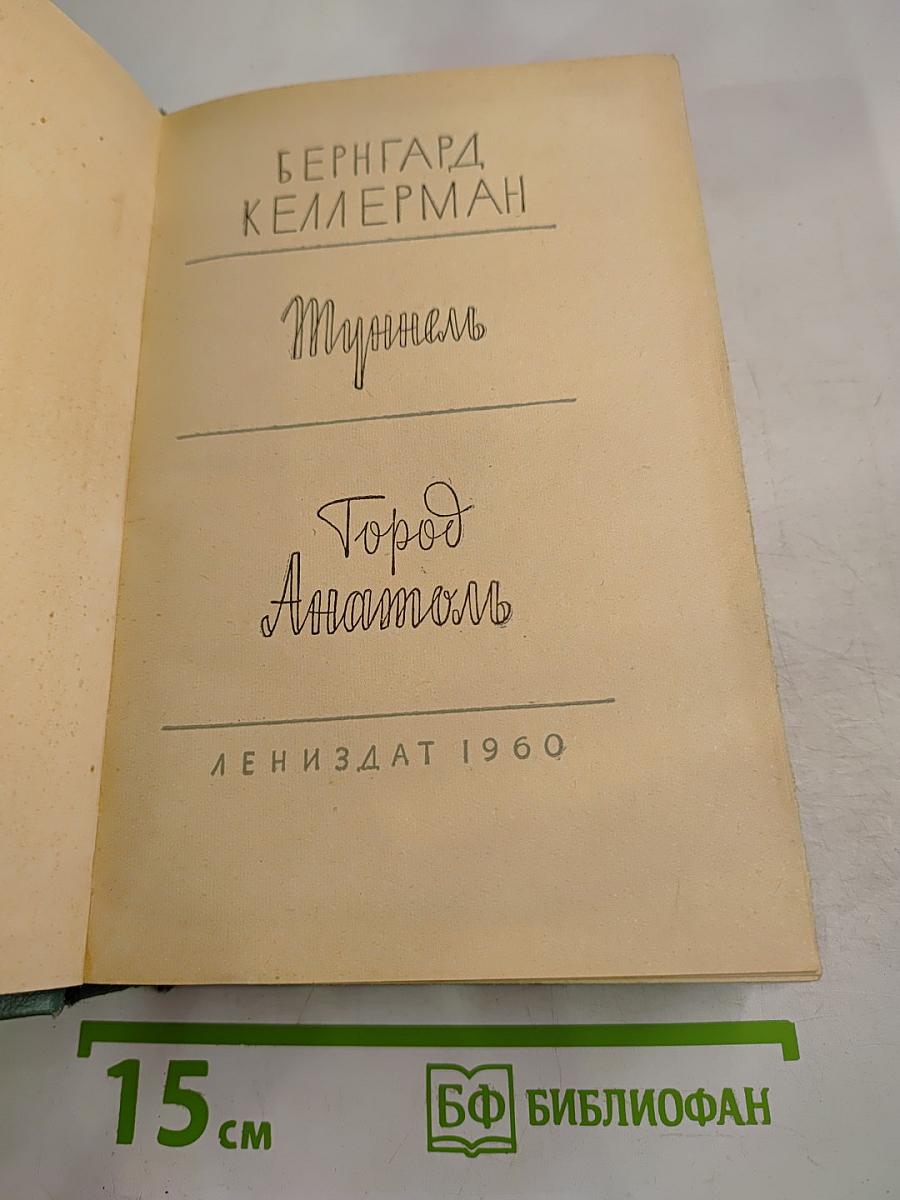 БЕРНГАРД
КЕЛЛЕРМАН
Туннель
Город
Анатоль
ЛЕНИЗДАТ 1960
15 см
БФ БИБЛИОФАН